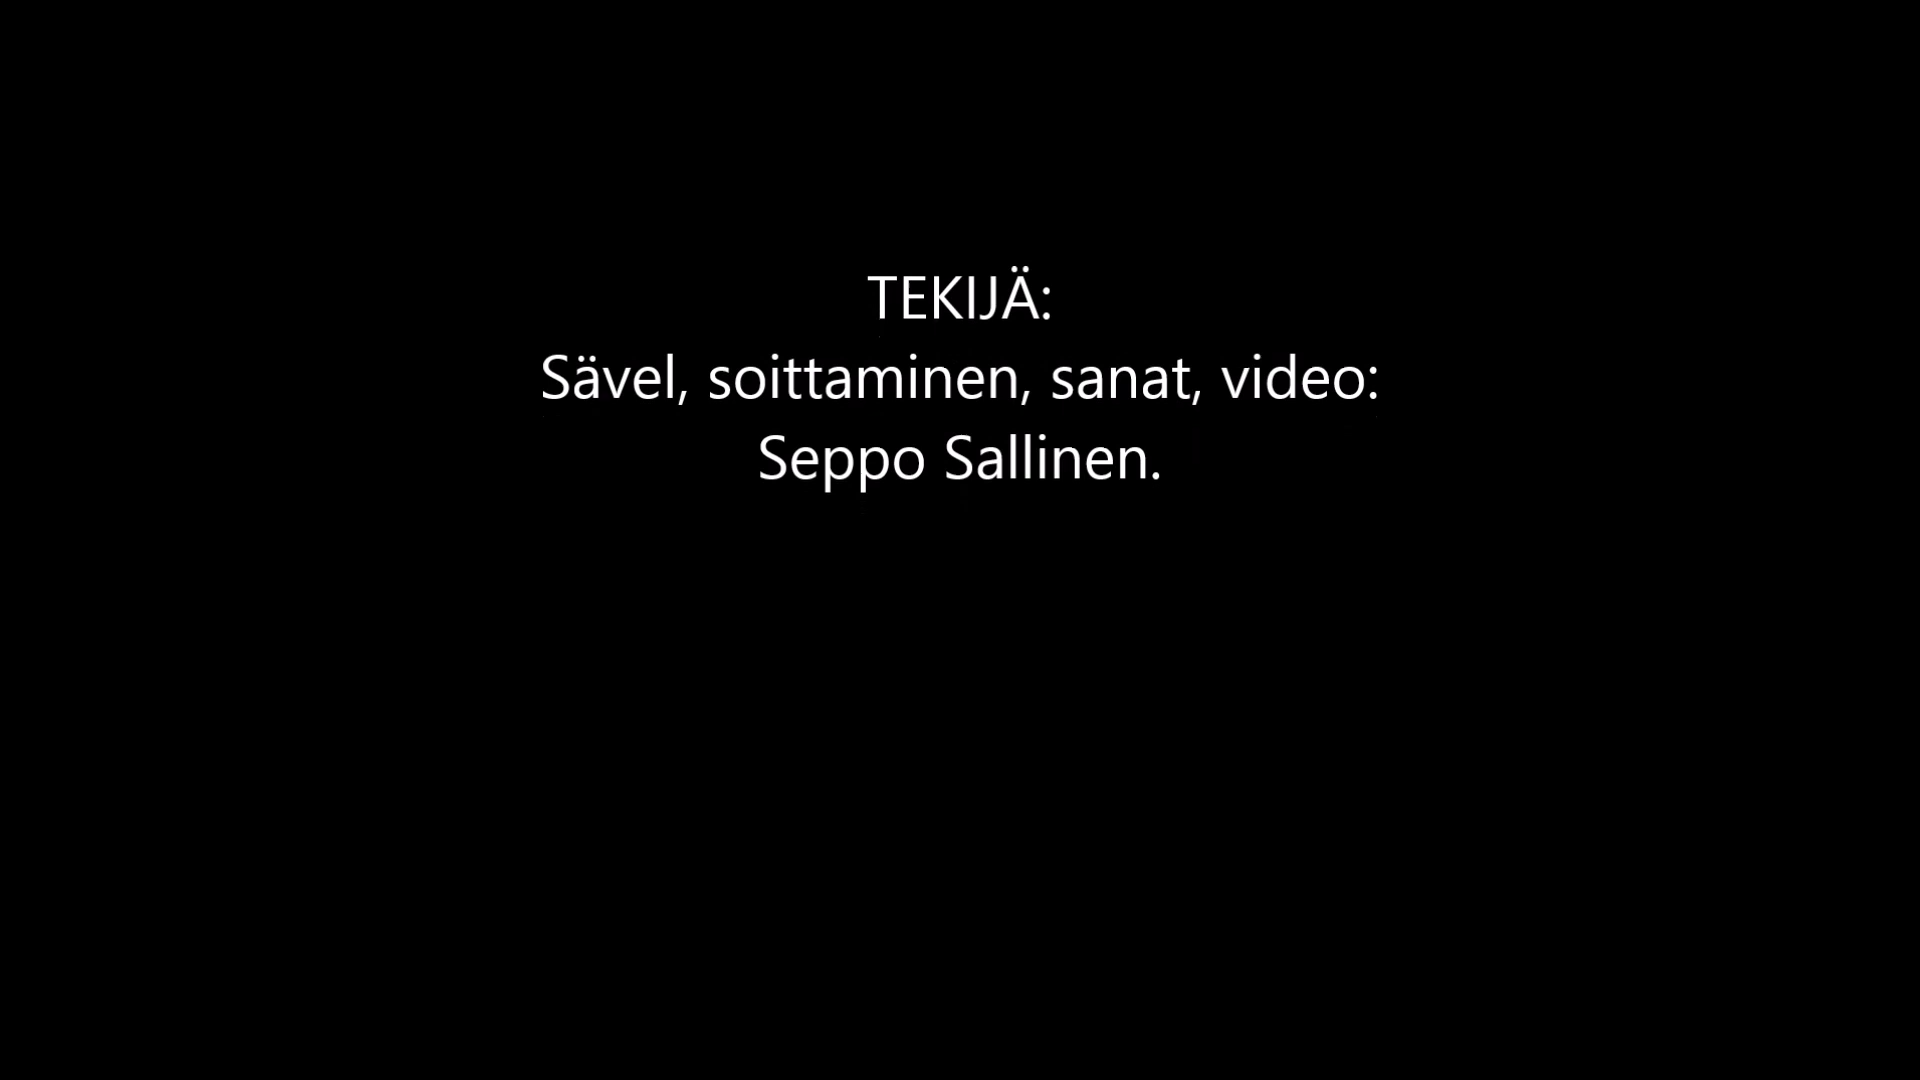 TEKIJÄ:
Sävel, soittaminen, sanat, video:
Seppo Sallinen.